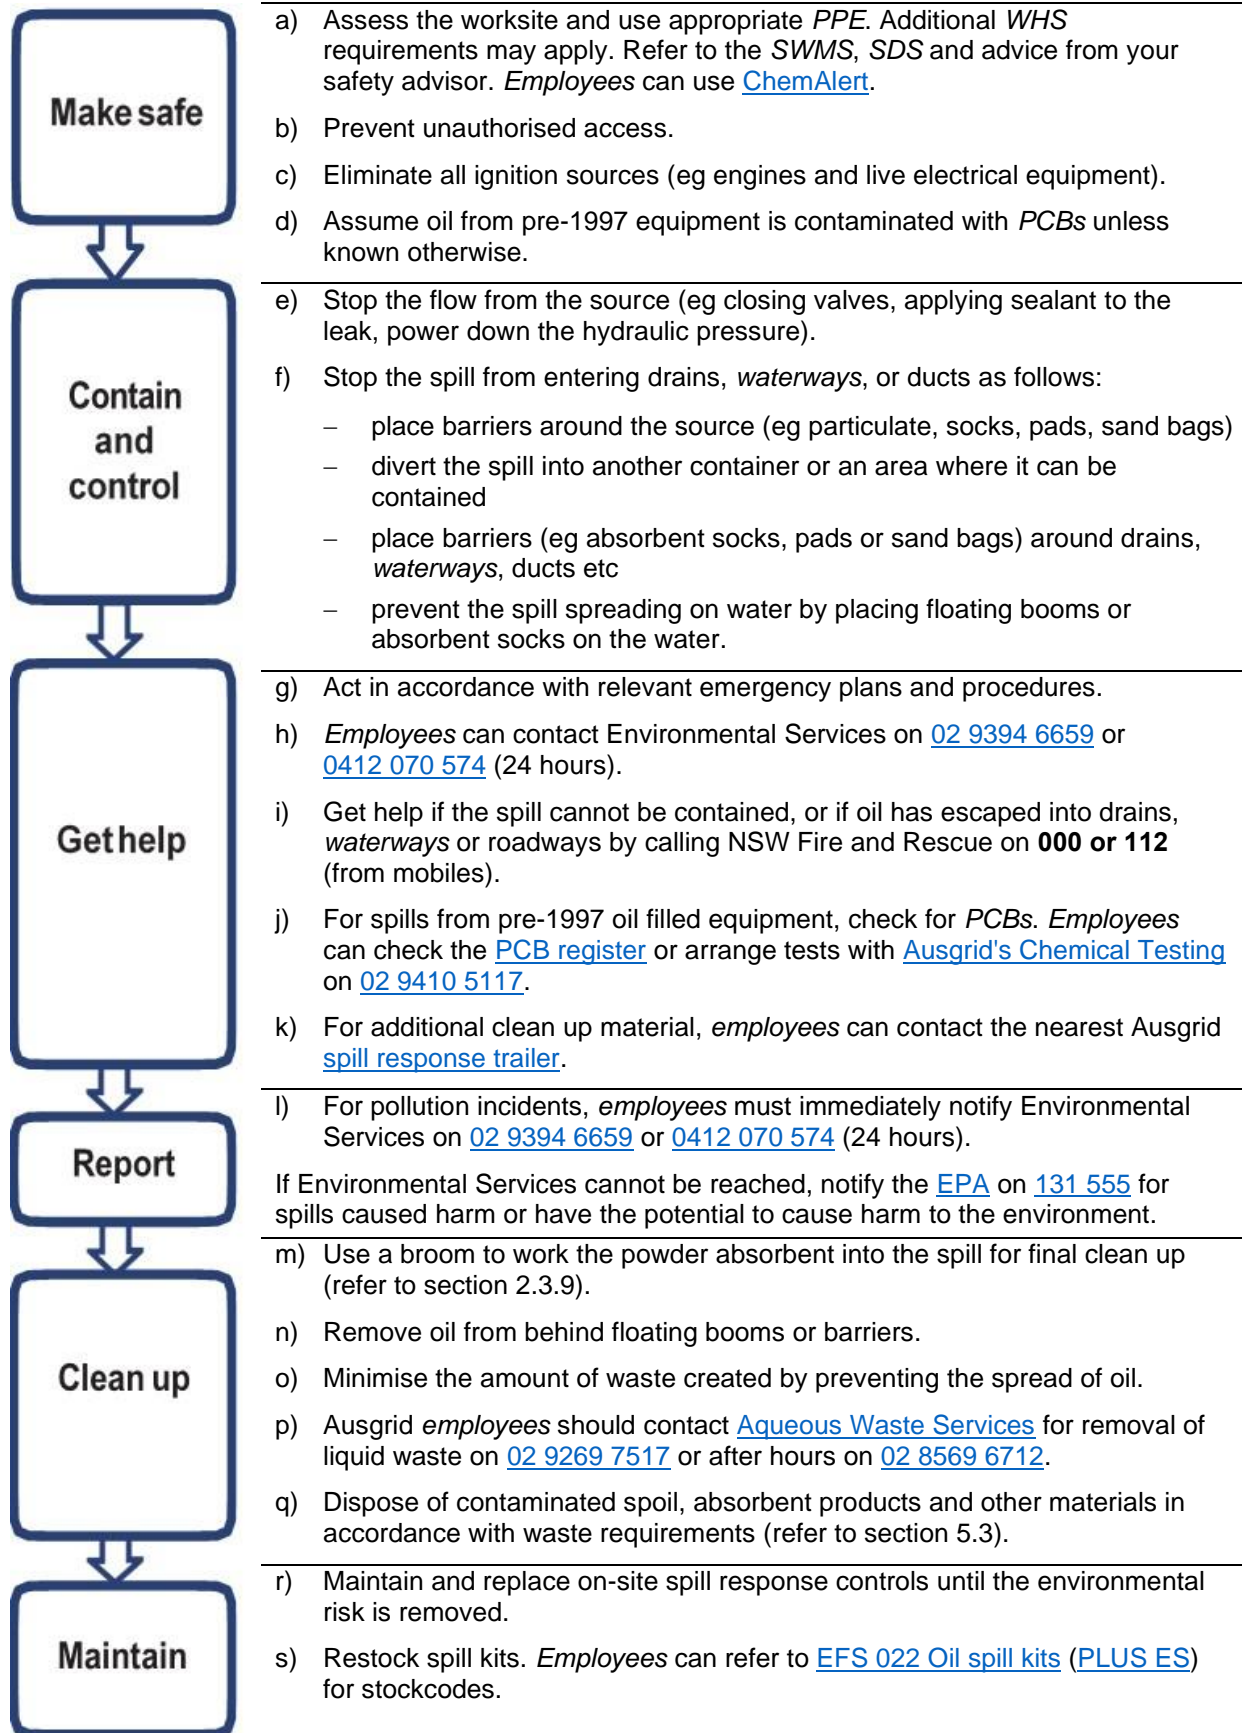 Make safe
a) Assess the worksite and use appropriate PPE. Additional WHS
requirements may apply. Refer to the SWMS, SDS and advice from your
safety advisor. Employees can use ChemAlert.
b) Prevent unauthorised access.
c) Eliminate all ignition sources (eg engines and live electrical equipment).
d) Assume oil from pre-1997 equipment is contaminated with PCBs unless
known otherwise.
Contain
and
control
e) Stop the flow from the source (eg closing valves, applying sealant to the
leak, power down the hydraulic pressure).
f) Stop the spill from entering drains, waterways, or ducts as follows:
– place barriers around the source (eg particulate, socks, pads, sand bags)
– divert the spill into another container or an area where it can be
contained
– place barriers (eg absorbent socks, pads or sand bags) around drains,
waterways, ducts etc
– prevent the spill spreading on water by placing floating booms or
absorbent socks on the water.
Get help
g) Act in accordance with relevant emergency plans and procedures.
h) Employees can contact Environmental Services on 02 9394 6659 or
0412 070 574 (24 hours).
i) Get help if the spill cannot be contained, or if oil has escaped into drains,
waterways or roadways by calling NSW Fire and Rescue on 000 or 112
(from mobiles).
j) For spills from pre-1997 oil filled equipment, check for PCBs. Employees
can check the PCB register or arrange tests with Ausgrid's Chemical Testing
on 02 9410 5117.
k) For additional clean up material, employees can contact the nearest Ausgrid
spill response trailer.
Report
l) For pollution incidents, employees must immediately notify Environmental
Services on 02 9394 6659 or 0412 070 574 (24 hours).
If Environmental Services cannot be reached, notify the EPA on 131 555 for
spills caused harm or have the potential to cause harm to the environment.
Clean up
m) Use a broom to work the powder absorbent into the spill for final clean up
(refer to section 2.3.9).
n) Remove oil from behind floating booms or barriers.
o) Minimise the amount of waste created by preventing the spread of oil.
p) Ausgrid employees should contact Aqueous Waste Services for removal of
liquid waste on 02 9269 7517 or after hours on 02 8569 6712.
q) Dispose of contaminated spoil, absorbent products and other materials in
accordance with waste requirements (refer to section 5.3).
Maintain
r) Maintain and replace on-site spill response controls until the environmental
risk is removed.
s) Restock spill kits. Employees can refer to EFS 022 Oil spill kits (PLUS ES)
for stockcodes.